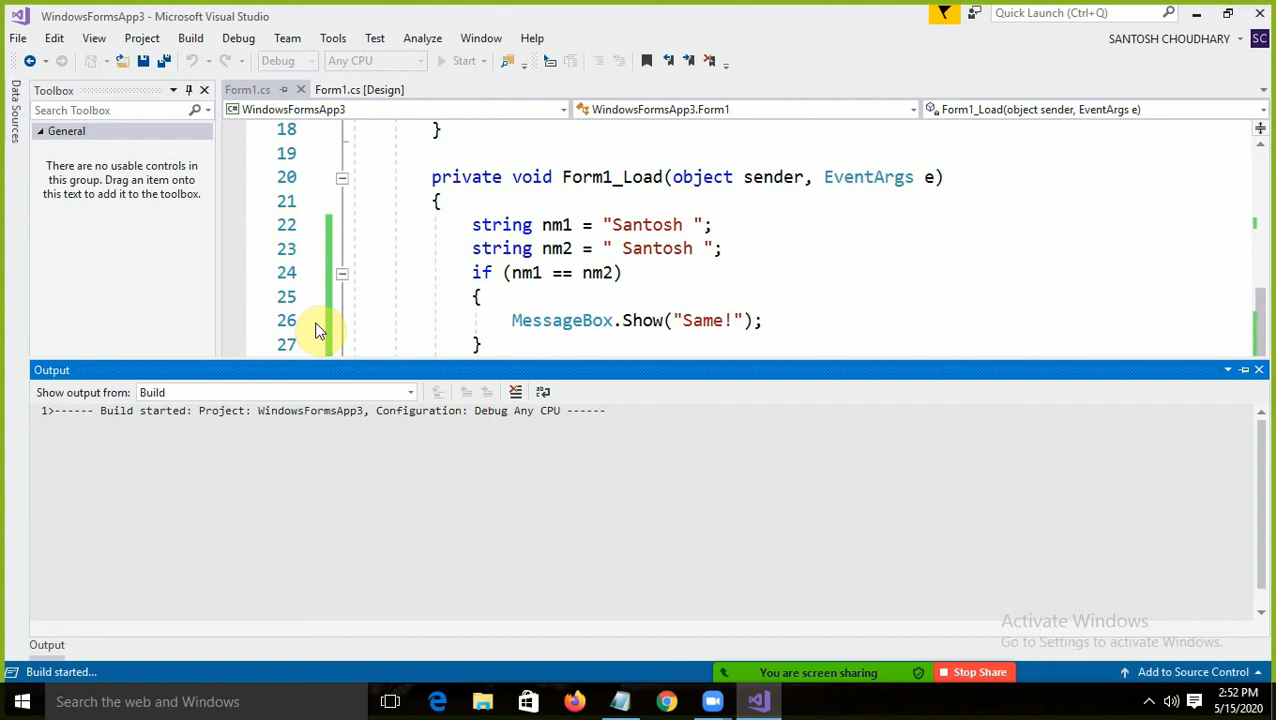 WindowsFormsApp3 - Microsoft Visual Studio
Quick Launch (Ctrl+Q)
File Edit View Project Build Debug Team Tools Test Analyze Window Help
SANTOSH CHOUDHARY SC
Debug Any CPU Start
Data Sources
Toolbox
Search Toolbox
General
There are no usable controls in
this group. Drag an item onto
this text to add it to the toolbox.
Form1.cs Form1.cs [Design]
WindowsFormsApp3 WindowsFormsApp3.Form1 Form1_Load(object sender, EventArgs e)
18 }
19
20 private void Form1_Load(object sender, EventArgs e)
21 {
22 string nm1 = "Santosh ";
23 string nm2 = " Santosh ";
24 if (nm1 == nm2)
25 {
26 MessageBox.Show("Same!");
27 }
Output
Show output from: Build
1>------ Build started: Project: WindowsFormsApp3, Configuration: Debug Any CPU ------
Activate Windows
Go to Settings to activate Windows.
Output
Build started...
You are screen sharing Stop Share
Add to Source Control
Search the web and Windows
2:52 PM
5/15/2020